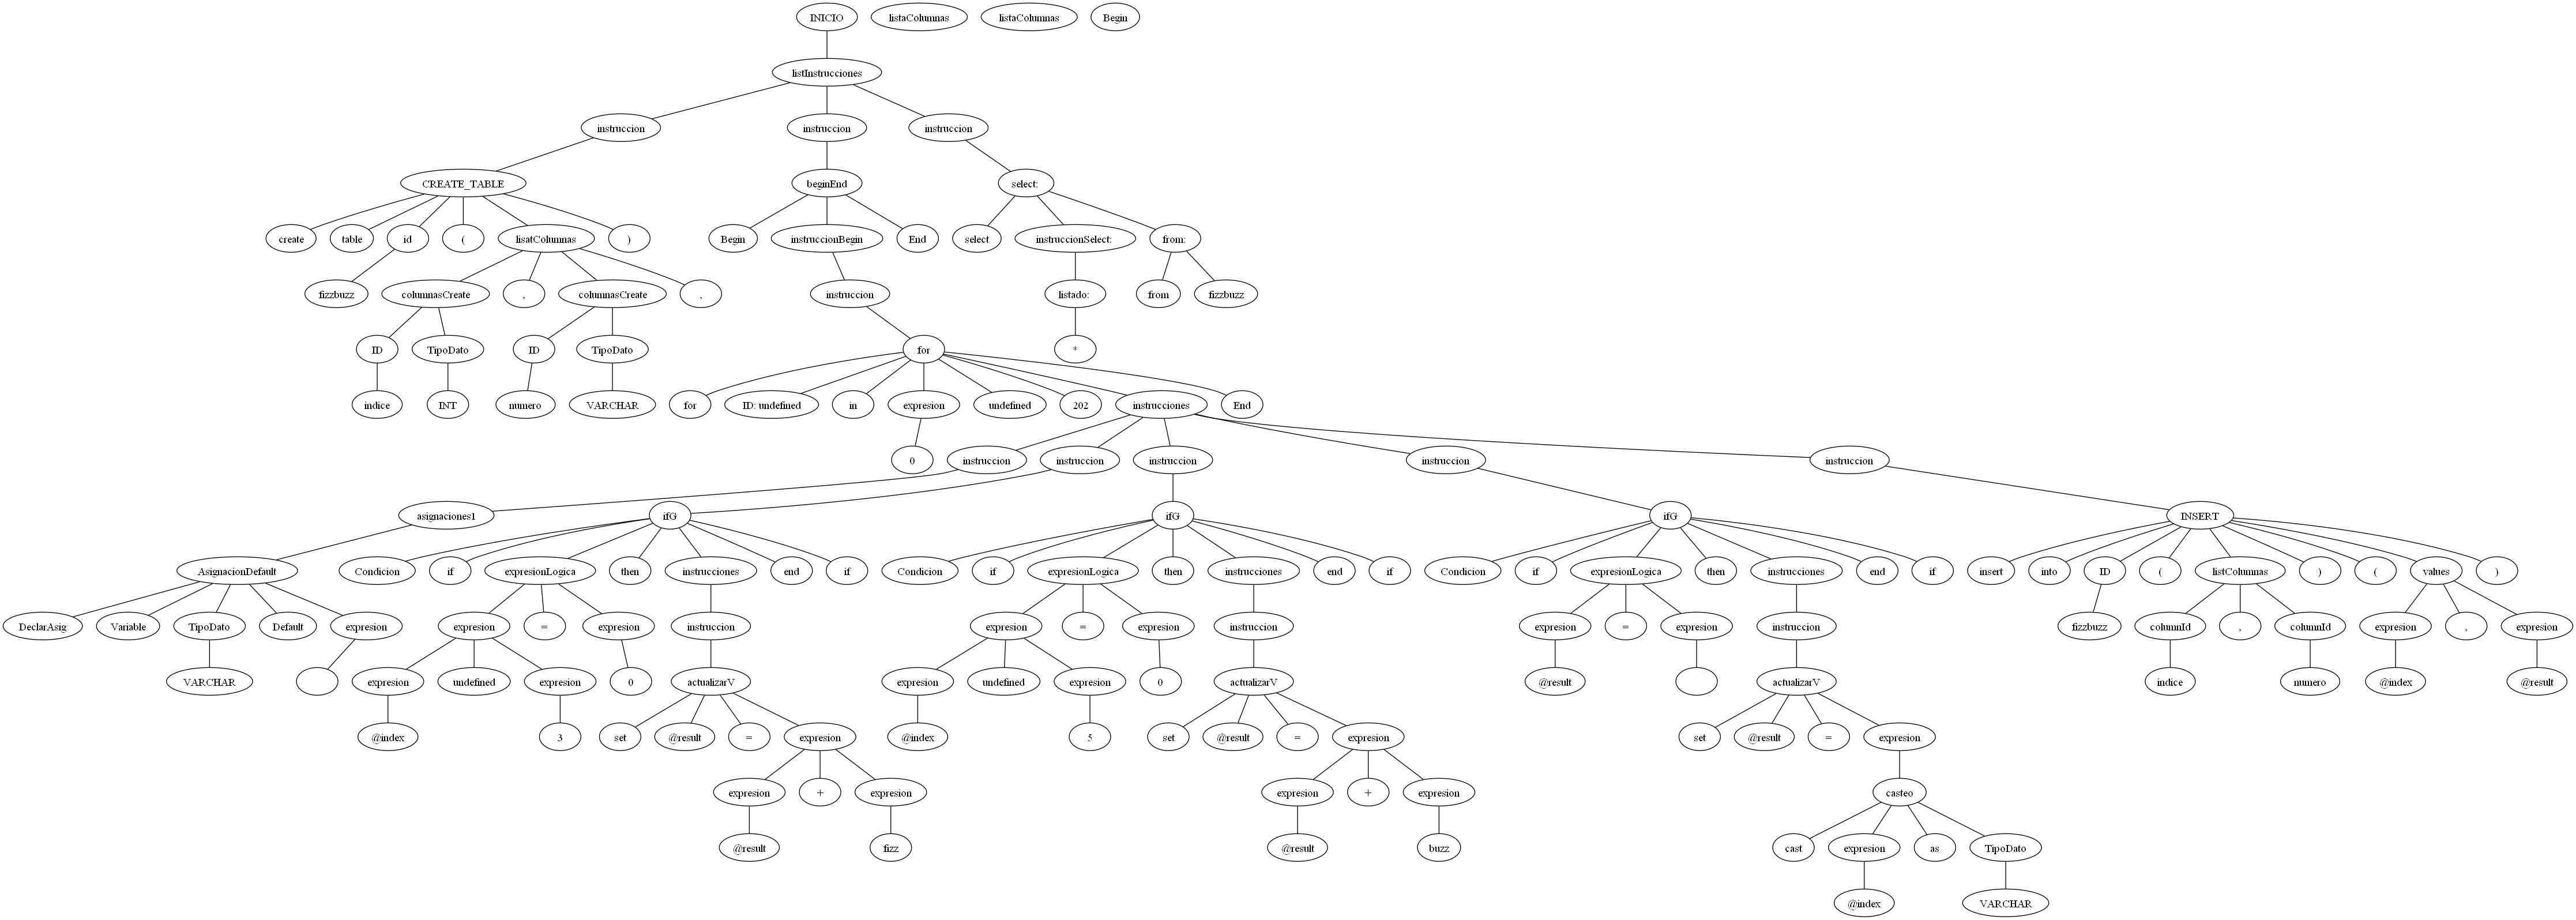 INICIO listaColumnas listaColumnas Begin
listInstrucciones
instruccion instruccion instruccion
CREATE_TABLE beginEnd select:
create table id ( lisatColumnas ) Begin instruccionBegin End select instruccionSelect: from:
fizzbuzz columnasCreate , columnasCreate , instruccion listado: from fizzbuzz
ID TipoDato ID TipoDato for *
indice INT numero VARCHAR for ID: undefined in expresion undefined 202 instrucciones End
0 instruccion instruccion instruccion instruccion instruccion
asignaciones1 ifG ifG ifG INSERT
AsignacionDefault Condicion if expresionLogica then instrucciones end if Condicion if expresionLogica then instrucciones end if Condicion if expresionLogica then instrucciones end if insert into ID ( listColumnas ) ( values )
DeclarAsig Variable TipoDato Default expresion expresion = expresion instruccion expresion = expresion instruccion expresion = expresion instruccion fizzbuzz columnId , columnId expresion , expresion
VARCHAR expresion undefined expresion 0 actualizarV expresion undefined expresion 0 actualizarV @result actualizarV indice numero @index @result
@index 3 set @result = expresion @index 5 set @result = expresion set @result = expresion
expresion + expresion expresion + expresion casteo
@result fizz @result buzz cast expresion as TipoDato
@index VARCHAR